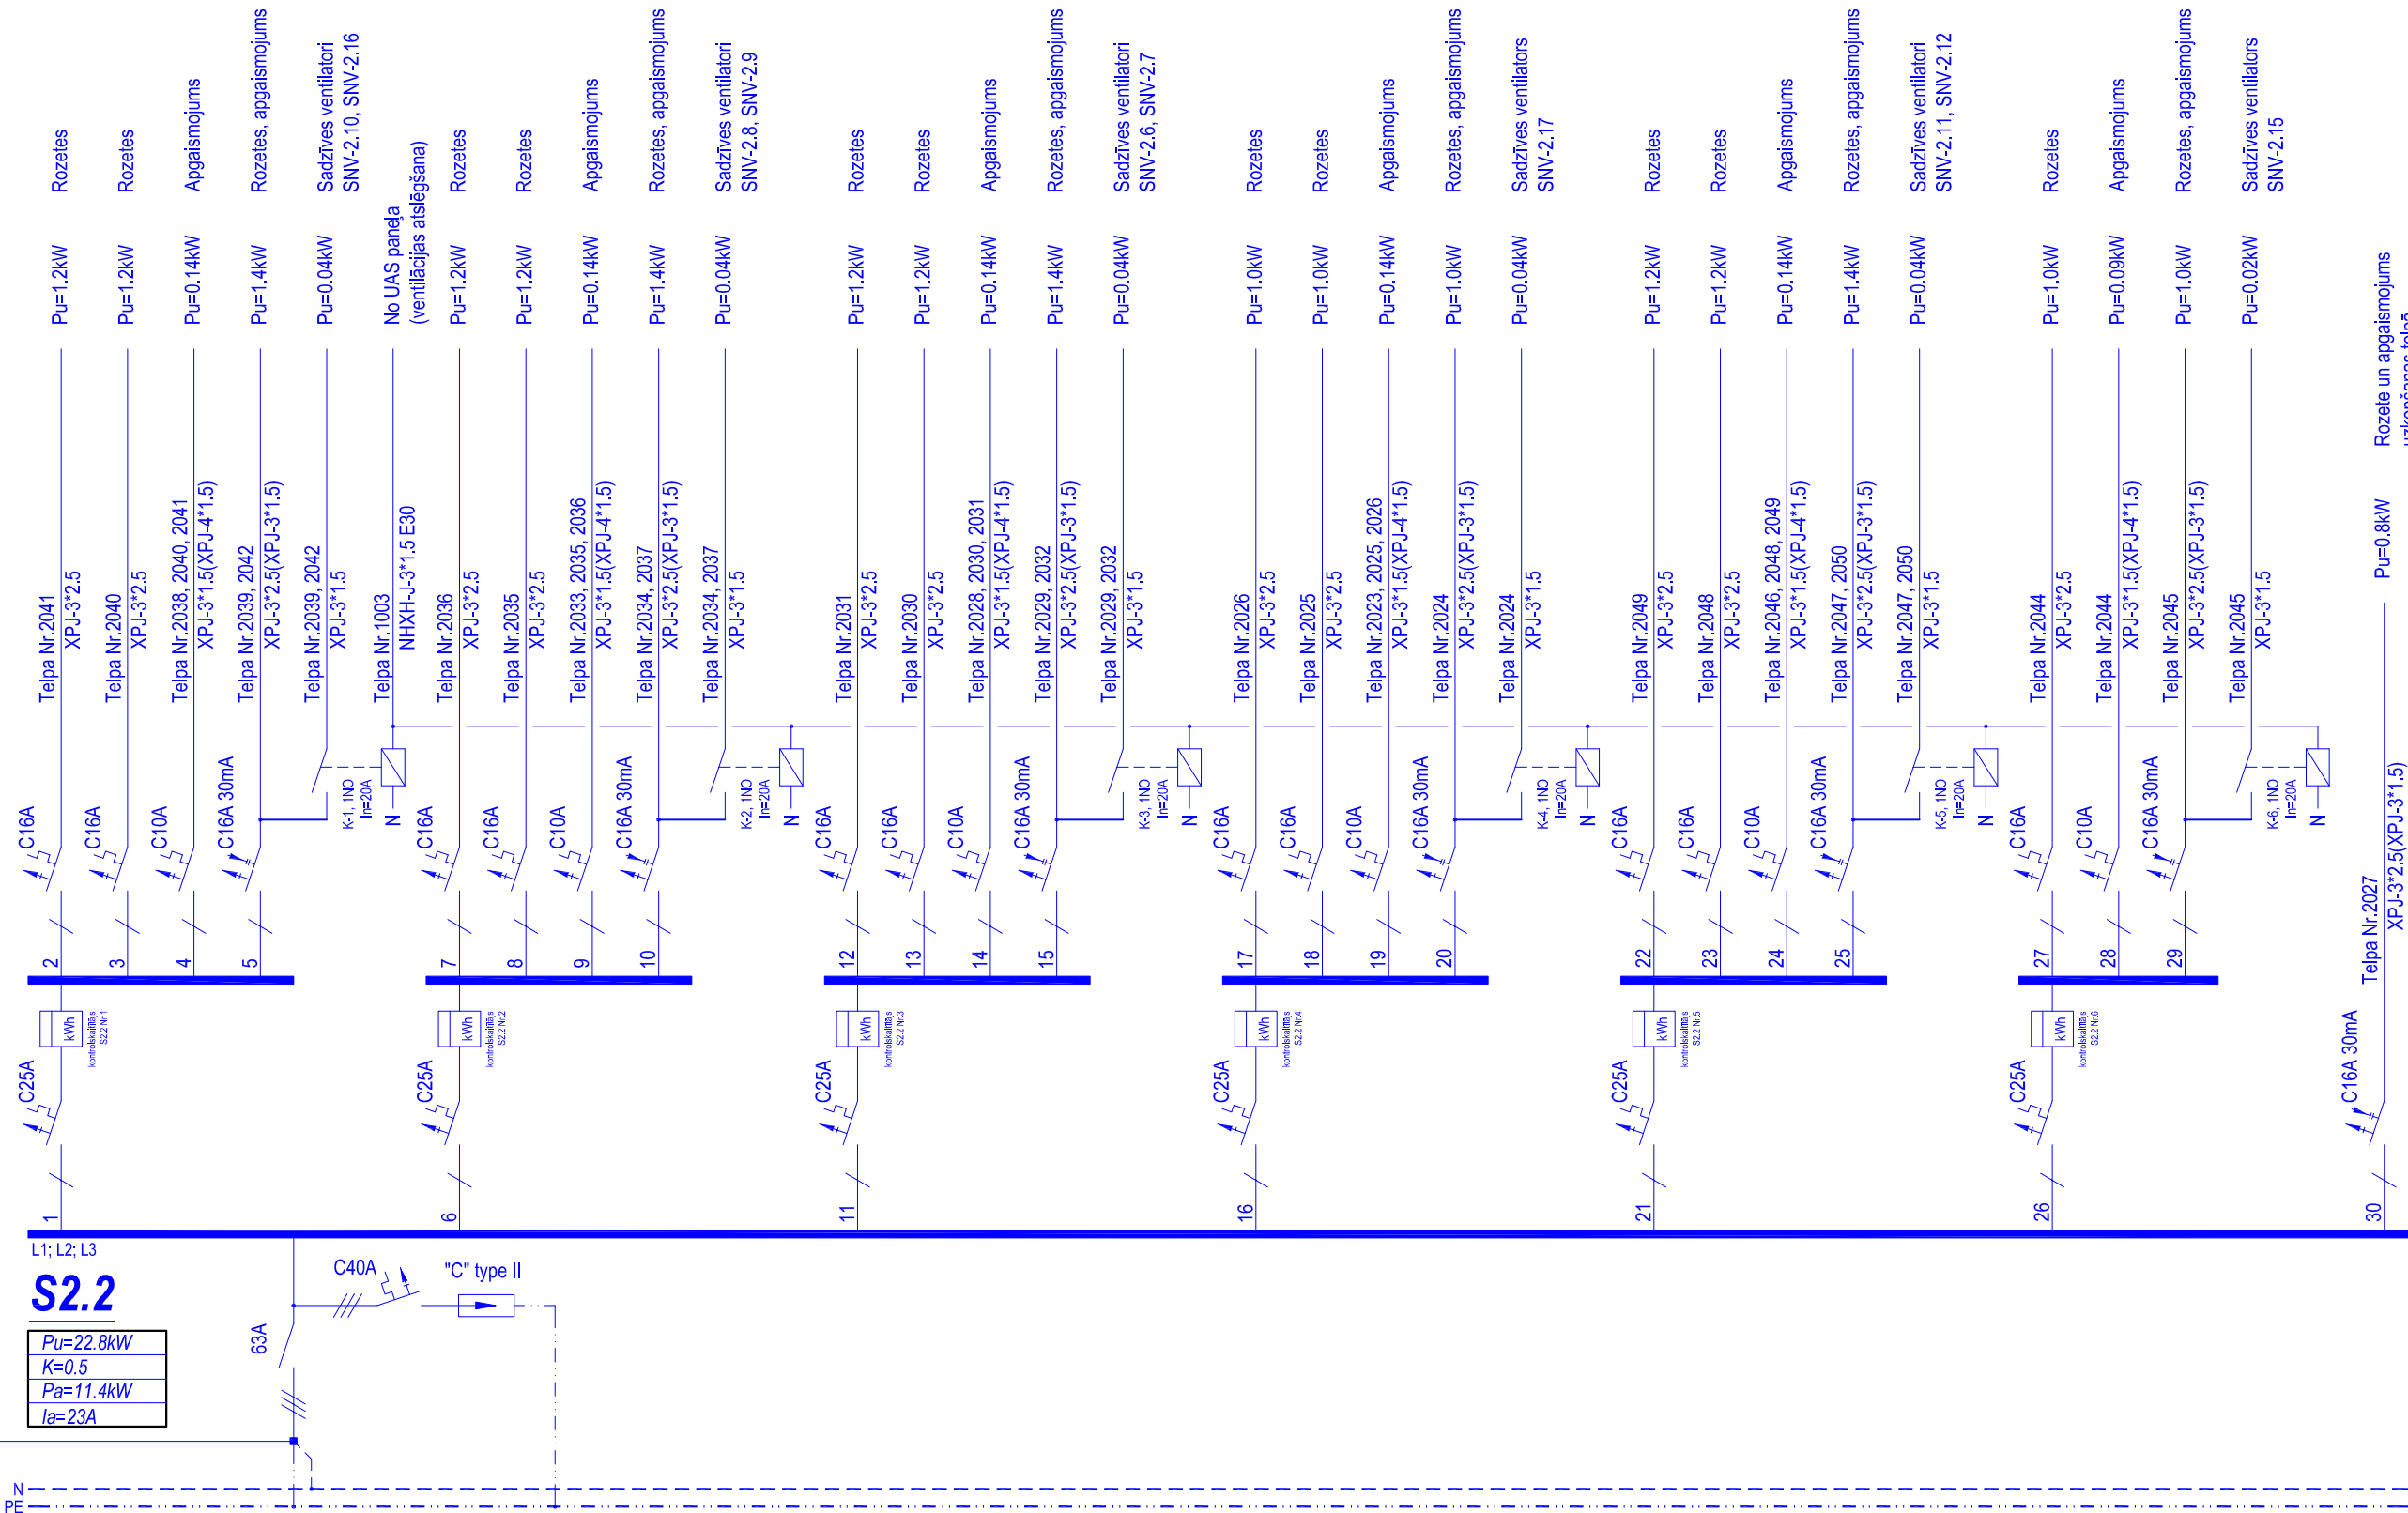 Rozetes
Rozetes
Apgaismojums
Rozetes, apgaismojums
Sadzīves ventilatori
SNV-2.10, SNV-2.16
No UAS paneļa
(ventilācijas atslēgšana)
Rozetes
Rozetes
Apgaismojums
Rozetes, apgaismojums
Sadzīves ventilatori
SNV-2.8, SNV-2.9
Rozetes
Rozetes
Apgaismojums
Rozetes, apgaismojums
Sadzīves ventilatori
SNV-2.6, SNV-2.7
Rozetes
Rozetes
Apgaismojums
Rozetes, apgaismojums
Sadzīves ventilators
SNV-2.17
Rozetes
Rozetes
Apgaismojums
Rozetes, apgaismojums
Sadzīves ventilatori
SNV-2.11, SNV-2.12
Rozetes
Apgaismojums
Rozetes, apgaismojums
Sadzīves ventilators
SNV-2.15
Rozete un apgaismojums
Pu=1.2kW
Pu=1.2kW
Pu=0.14kW
Pu=1.4kW
Pu=0.04kW
Pu=1.2kW
Pu=1.2kW
Pu=0.14kW
Pu=1.4kW
Pu=0.04kW
Pu=1.2kW
Pu=1.2kW
Pu=0.14kW
Pu=1.4kW
Pu=0.04kW
Pu=1.0kW
Pu=1.0kW
Pu=0.14kW
Pu=1.0kW
Pu=0.04kW
Pu=1.2kW
Pu=1.2kW
Pu=0.14kW
Pu=1.4kW
Pu=0.04kW
Pu=1.0kW
Pu=0.09kW
Pu=1.0kW
Pu=0.02kW
Pu=0.8kW
Telpa Nr.2041
XPJ-3*2.5
Telpa Nr.2040
XPJ-3*2.5
Telpa Nr.2038, 2040, 2041
XPJ-3*1.5(XPJ-4*1.5)
Telpa Nr.2039, 2042
XPJ-3*2.5(XPJ-3*1.5)
Telpa Nr.2039, 2042
XPJ-3*1.5
Telpa Nr.1003
NHXH-J-3*1.5 E30
Telpa Nr.2036
XPJ-3*2.5
Telpa Nr.2035
XPJ-3*2.5
Telpa Nr.2033, 2035, 2036
XPJ-3*1.5(XPJ-4*1.5)
Telpa Nr.2034, 2037
XPJ-3*2.5(XPJ-3*1.5)
Telpa Nr.2034, 2037
XPJ-3*1.5
Telpa Nr.2031
XPJ-3*2.5
Telpa Nr.2030
XPJ-3*2.5
Telpa Nr.2028, 2030, 2031
XPJ-3*1.5(XPJ-4*1.5)
Telpa Nr.2029, 2032
XPJ-3*2.5(XPJ-3*1.5)
Telpa Nr.2029, 2032
XPJ-3*1.5
Telpa Nr.2026
XPJ-3*2.5
Telpa Nr.2025
XPJ-3*2.5
Telpa Nr.2023, 2025, 2026
XPJ-3*1.5(XPJ-4*1.5)
Telpa Nr.2024
XPJ-3*2.5(XPJ-3*1.5)
Telpa Nr.2024
XPJ-3*1.5
Telpa Nr.2049
XPJ-3*2.5
Telpa Nr.2048
XPJ-3*2.5
Telpa Nr.2046, 2048, 2049
XPJ-3*1.5(XPJ-4*1.5)
Telpa Nr.2047, 2050
XPJ-3*2.5(XPJ-3*1.5)
Telpa Nr.2047, 2050
XPJ-3*1.5
Telpa Nr.2044
XPJ-3*2.5
Telpa Nr.2044
XPJ-3*1.5(XPJ-4*1.5)
Telpa Nr.2045
XPJ-3*2.5(XPJ-3*1.5)
Telpa Nr.2045
XPJ-3*1.5
Telpa Nr.2027
XPJ-3*2.5(XPJ-3*1.5)
C16A
C16A
C10A
C16A 30mA
K-1, 1NO
In=20A
N
C16A
C16A
C10A
C16A 30mA
K-2, 1NO
In=20A
N
C16A
C16A
C10A
C16A 30mA
K-3, 1NO
In=20A
N
C16A
C16A
C10A
C16A 30mA
K-4, 1NO
In=20A
N
C16A
C16A
C10A
C16A 30mA
K-5, 1NO
In=20A
N
C16A
C10A
C16A 30mA
K-6, 1NO
In=20A
N
2
3
4
5
7
8
9
10
12
13
14
15
17
18
19
20
22
23
24
25
27
28
29
kWh
kontrolskaitītājs
S2.2 Nr.1
kWh
kontrolskaitītājs
S2.2 Nr.2
kWh
kontrolskaitītājs
S2.2 Nr.3
kWh
kontrolskaitītājs
S2.2 Nr.4
kWh
kontrolskaitītājs
S2.2 Nr.5
kWh
kontrolskaitītājs
S2.2 Nr.6
C25A
C25A
C25A
C25A
C25A
C25A
C16A 30mA
1
6
11
16
21
26
30
L1; L2; L3
S2.2
Pu=22.8kW
K=0.5
Pa=11.4kW
Ia=23A
63A
C40A
"C" type II
N
PE